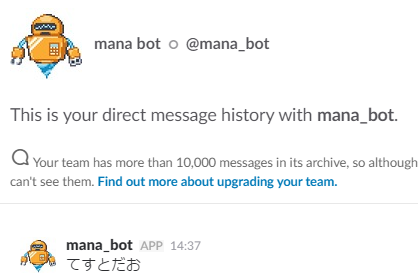 mana bot @mana_bot
This is your direct message history with mana_bot.
Your team has more than 10,000 messages in its archive, so although
can't see them. Find out more about upgrading your team.
mana_bot APP 14:37
てすとだお